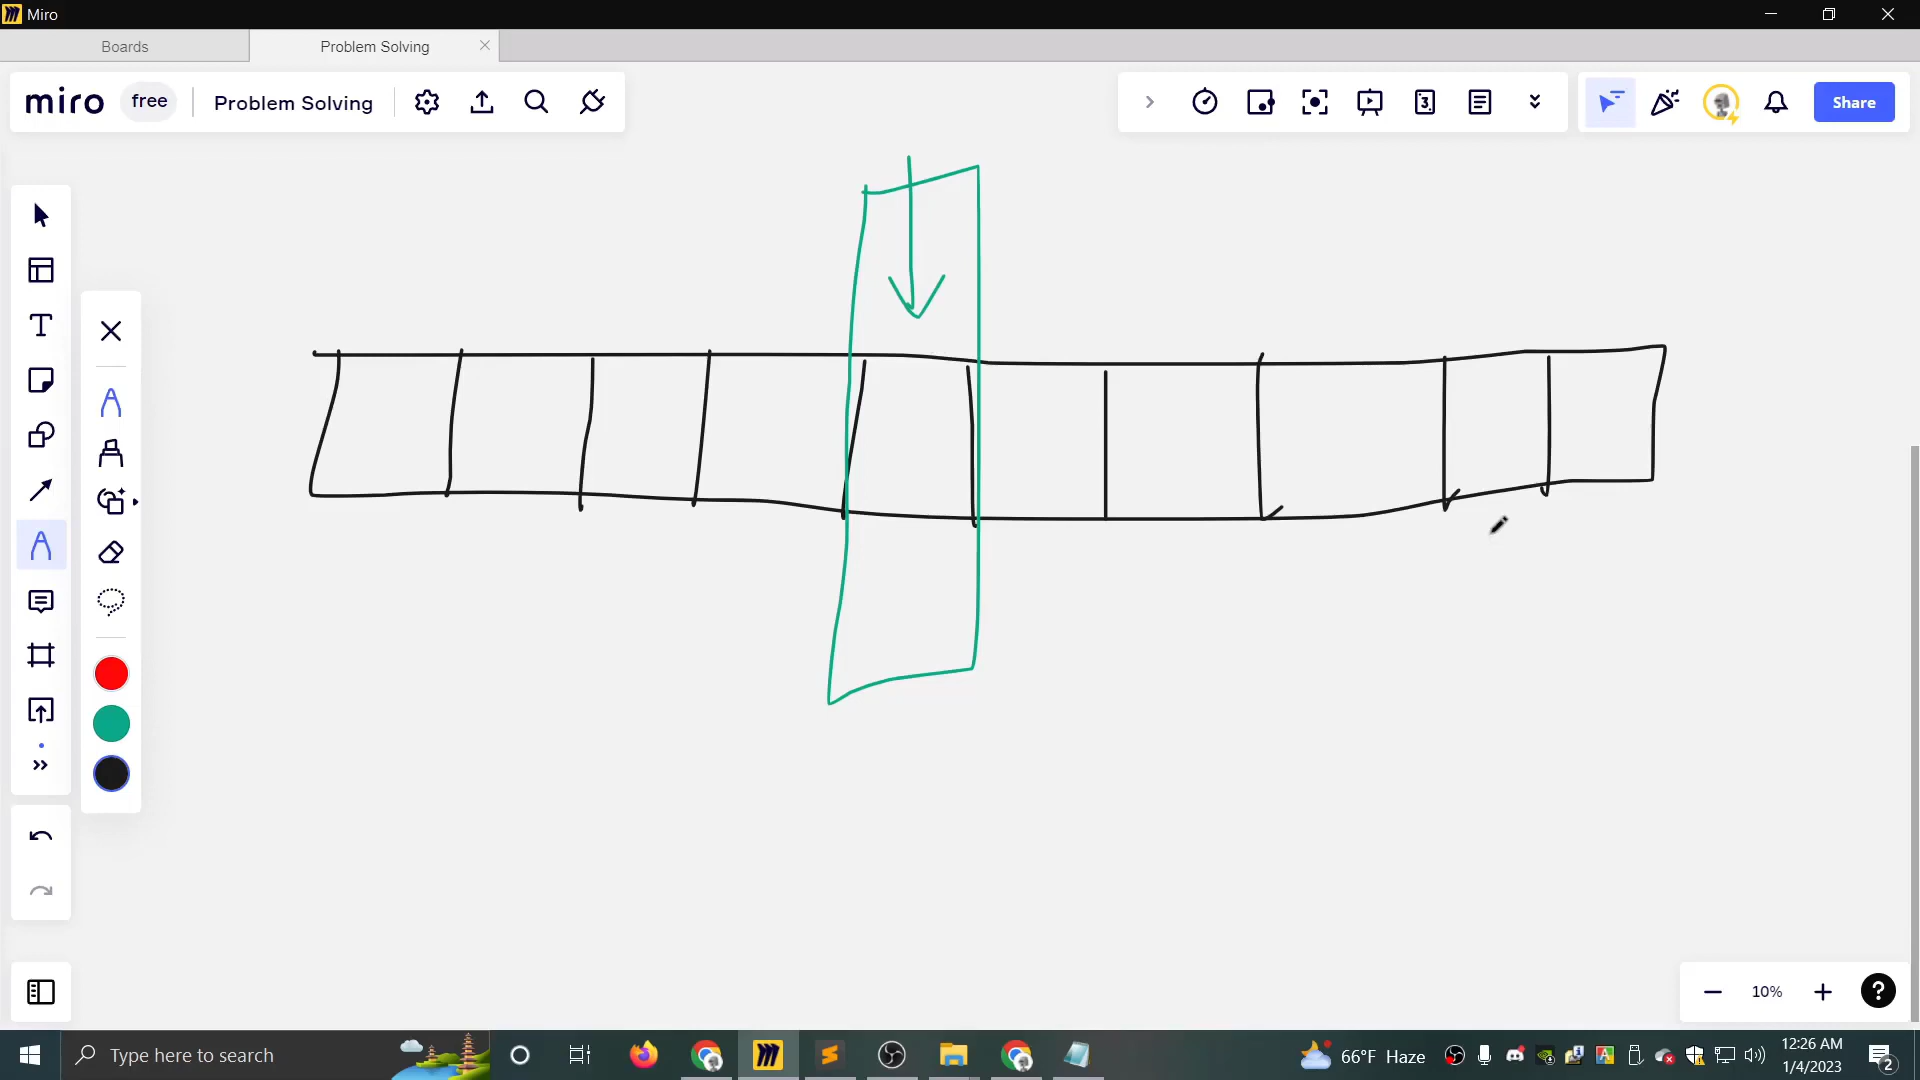 Miro
Boards
Problem Solving
miro
free
Problem Solving
3
Share
10%
?
Type here to search
66°F Haze
12:26 AM
1/4/2023
2